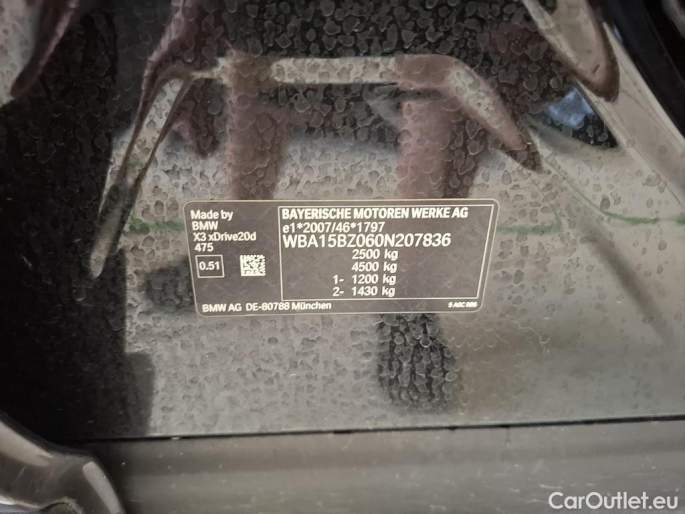 Made by
BMW
X3 xDrive20d
475
0.51
BAYERISCHE MOTOREN WERKE AG
e1*2007/46*1797
WBA15BZ060N207836
2500 kg
4500 kg
1- 1200 kg
2- 1430 kg
BMW AG DE-80788 München
CarOutlet.eu